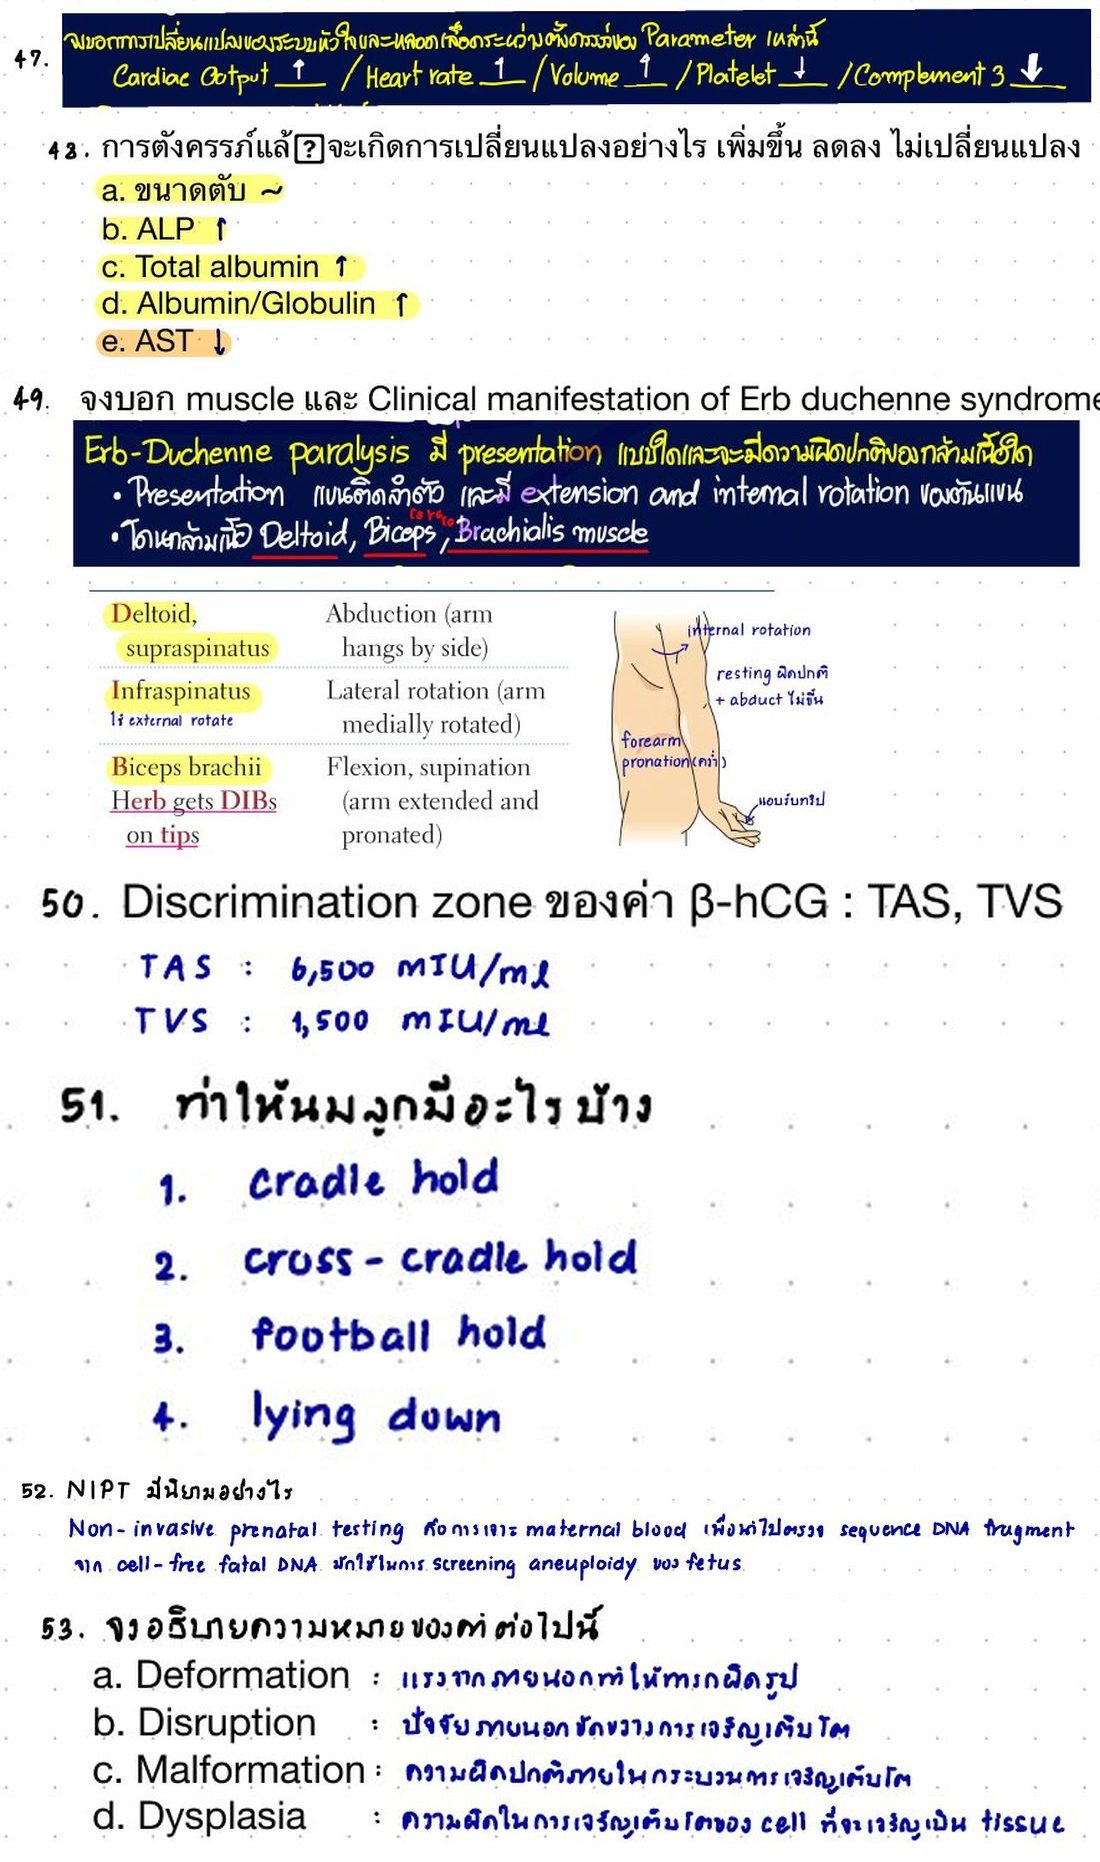 47. จงบอกการเปลี่ยนแปลงของระบบหัวใจและหลอดเลือดระหว่างตั้งครรภ์ของ Parameter เหล่านี้
Cardiac Output ↑ / Heart rate ↑ / Volume ↑ / Platelet ↓ / Complement 3 ↓
48. การตังครรภ์แล้ ? จะเกิดการเปลี่ยนแปลงอย่างไร เพิ่มขึ้น ลดลง ไม่เปลี่ยนแปลง
a. ขนาดตับ ~
b. ALP ↑
c. Total albumin ↑
d. Albumin/Globulin ↑
e. AST ↓
49. จงบอก muscle และ Clinical manifestation of Erb duchenne syndrome
Erb-Duchenne paralysis มี presentation แบบใดและจะมีความผิดปกติของกล้ามเนื้อใด
• Presentation แขนติดลำตัว และมี extension and internal rotation ของต้นแขน
coraco
• โดนกล้ามเนื้อ Deltoid, Biceps, Brachialis muscle
Deltoid, Abduction (arm
supraspinatus hangs by side)
internal rotation
resting ผิดปกติ
+ abduct ไม่ขึ้น
Infraspinatus Lateral rotation (arm
ใช้ external rotate medially rotated)
forearm
pronation(คว่ำ)
Biceps brachii Flexion, supination
Herb gets DIBs (arm extended and
on tips pronated)
แอบรับทริป
50. Discrimination zone ของค่า β-hCG : TAS, TVS
TAS : 6,500 mIU/ml
TVS : 1,500 mIU/ml
51. ท่าให้นมลูกมีอะไรบ้าง
1. cradle hold
2. cross - cradle hold
3. football hold
4. lying down
52. NIPT มีนิยามอย่างไร
Non-invasive prenatal testing คือการเจาะ maternal blood เพื่อนำไปตรวจ sequence DNA frugment
จาก cell-free fatal DNA มักใช้ในการ screening aneuploidy ของ fetus
53. จงอธิบายความหมายของคำต่อไปนี้
a. Deformation : แรงจากภายนอกทำให้ทารกผิดรูป
b. Disruption : ปัจจัยภายนอกขัดขวางการเจริญเติบโต
c. Malformation : ความผิดปกติภายในกระบวนการเจริญเติบโต
d. Dysplasia : ความผิดในการเจริญเติบโตของ cell ที่จะเจริญเป็น tissue